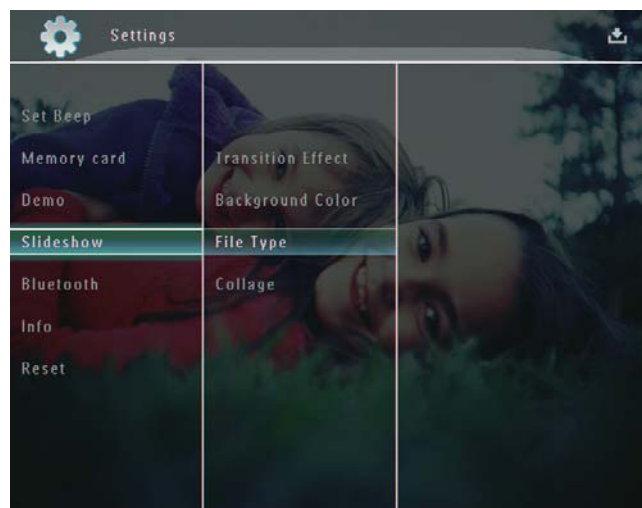 Settings
Set Beep
Memory card
Demo
Slideshow
Bluetooth
Info
Reset
Transition Effect
Background Color
File Type
Collage